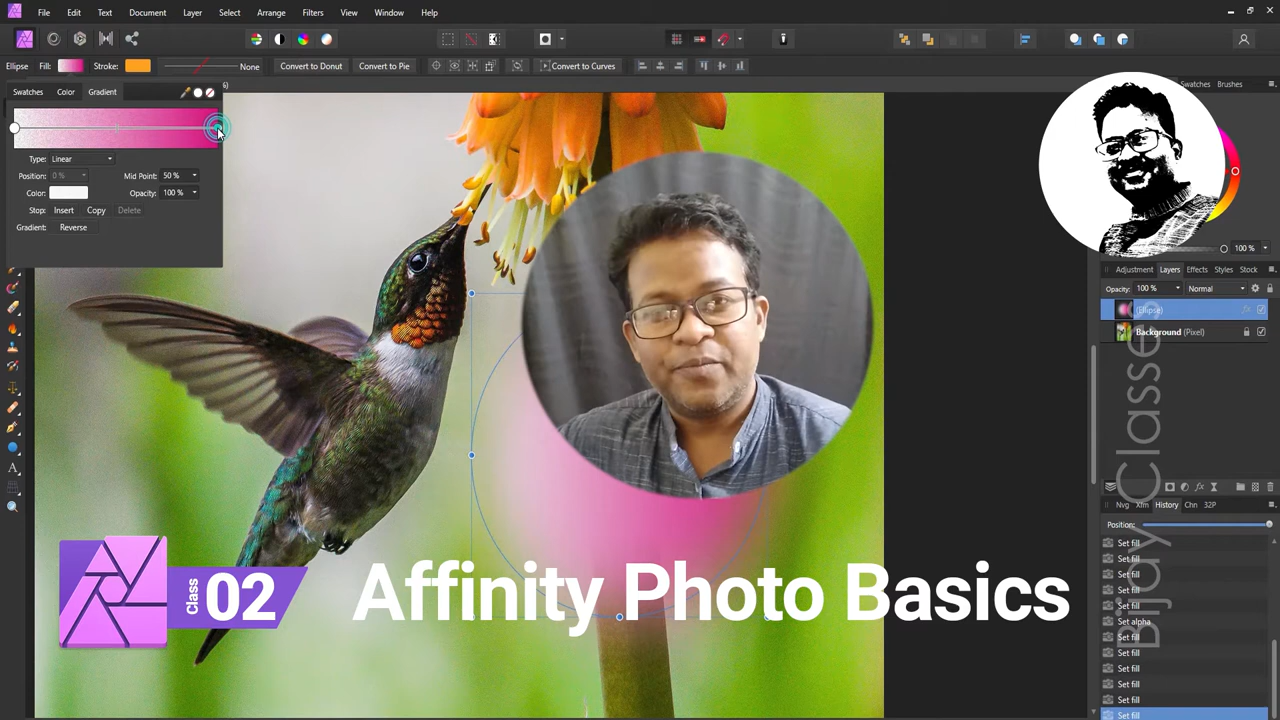 File Edit Text Document Layer Select Arrange Filters View Window Help
Ellipse Fill: Stroke: None Convert to Donut Convert to Pie Convert to Curves
Swatches Color Gradient
Type: Linear
Position: 0 % Mid Point: 50 %
Color: Opacity: 100 %
Stop: Insert Copy Delete
Gradient: Reverse
Swatches Brushes
100 %
Adjustment Layers Effects Styles Stock
Opacity: 100 % Normal
(Ellipse)
Background (Pixel)
Bijoy Classes
Nvg Xfm History Chn 32P
Position:
Set fill
Set fill
Set fill
Set fill
Set fill
Set alpha
Set fill
Set fill
Set fill
Set fill
Set fill
Set fill
Class 02 Affinity Photo Basics